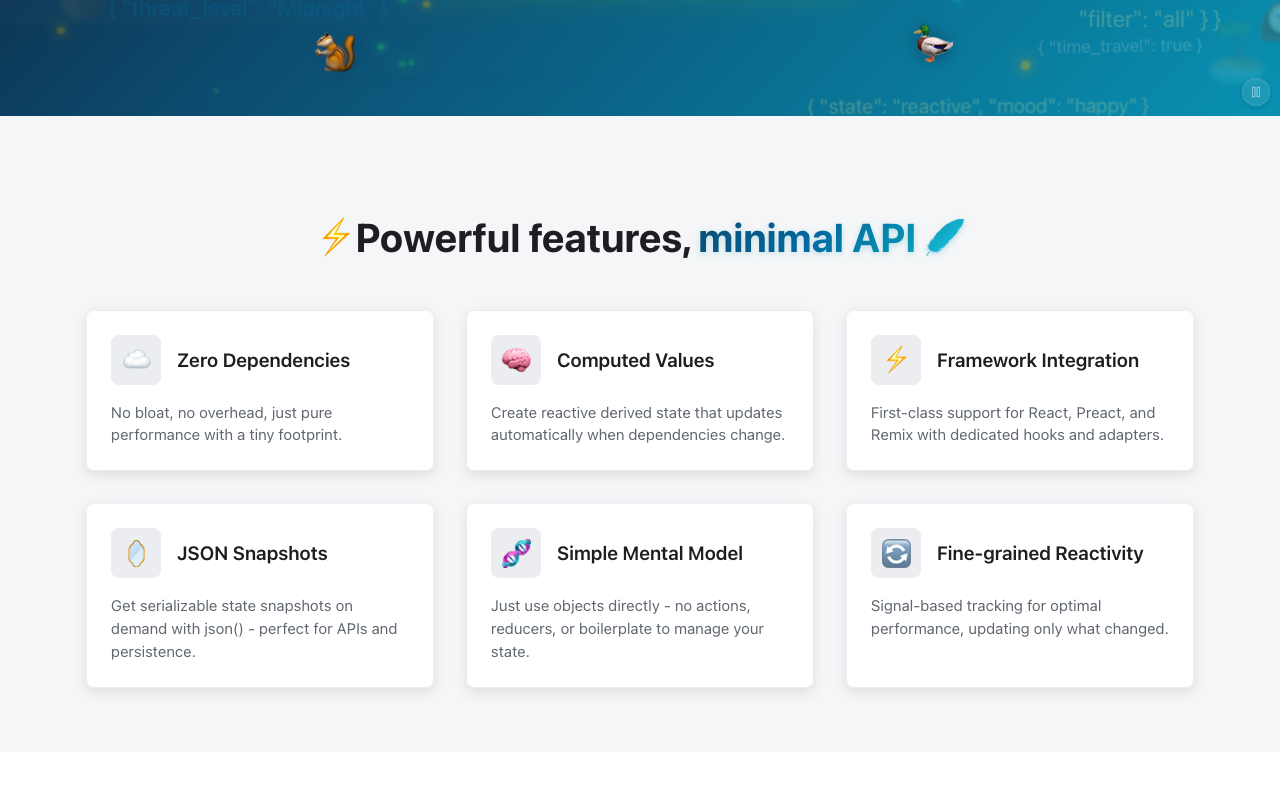 { "threat_level": "Midnight" }
"filter": "all" } }
{ "time_travel": true }
{ "state": "reactive", "mood": "happy" }
Powerful features, minimal API
Zero Dependencies
No bloat, no overhead, just pure
performance with a tiny footprint.
Computed Values
Create reactive derived state that updates
automatically when dependencies change.
Framework Integration
First-class support for React, Preact, and
Remix with dedicated hooks and adapters.
JSON Snapshots
Get serializable state snapshots on
demand with json() - perfect for APIs and
persistence.
Simple Mental Model
Just use objects directly - no actions,
reducers, or boilerplate to manage your
state.
Fine-grained Reactivity
Signal-based tracking for optimal
performance, updating only what changed.